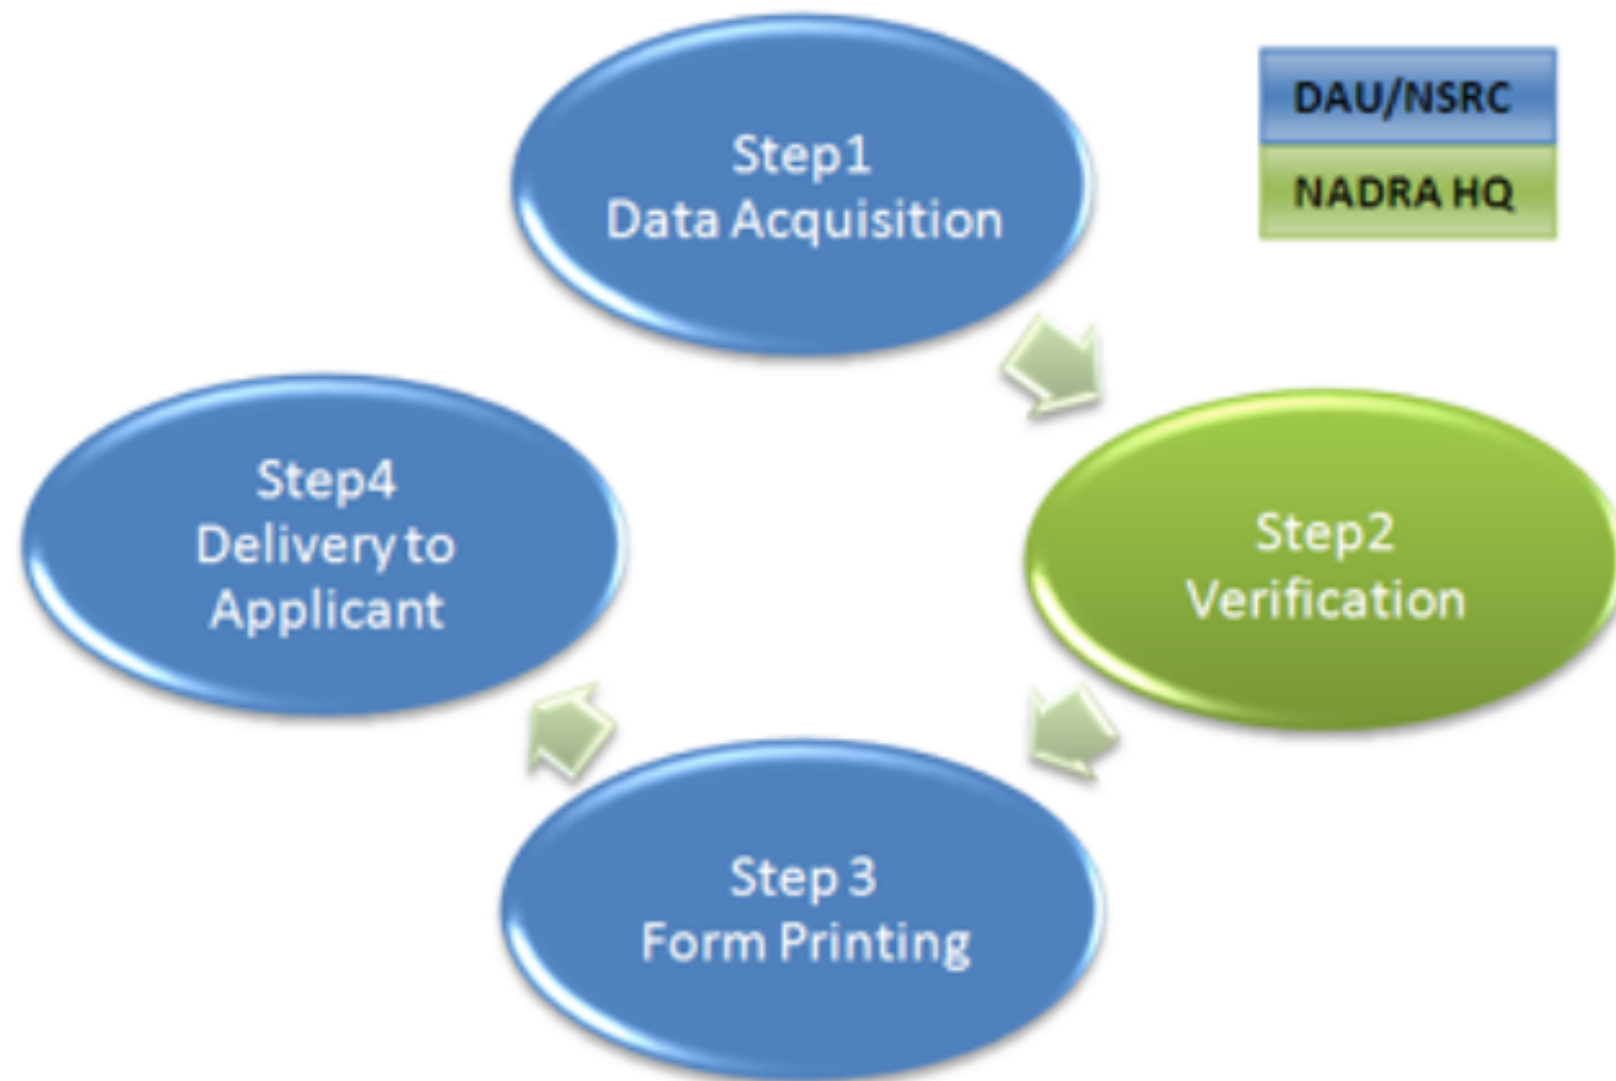 Step1
Data Acquisition
DAU/NSRC
NADRA HQ
Step2
Verification
Step 3
Form Printing
Step4
Delivery to
Applicant